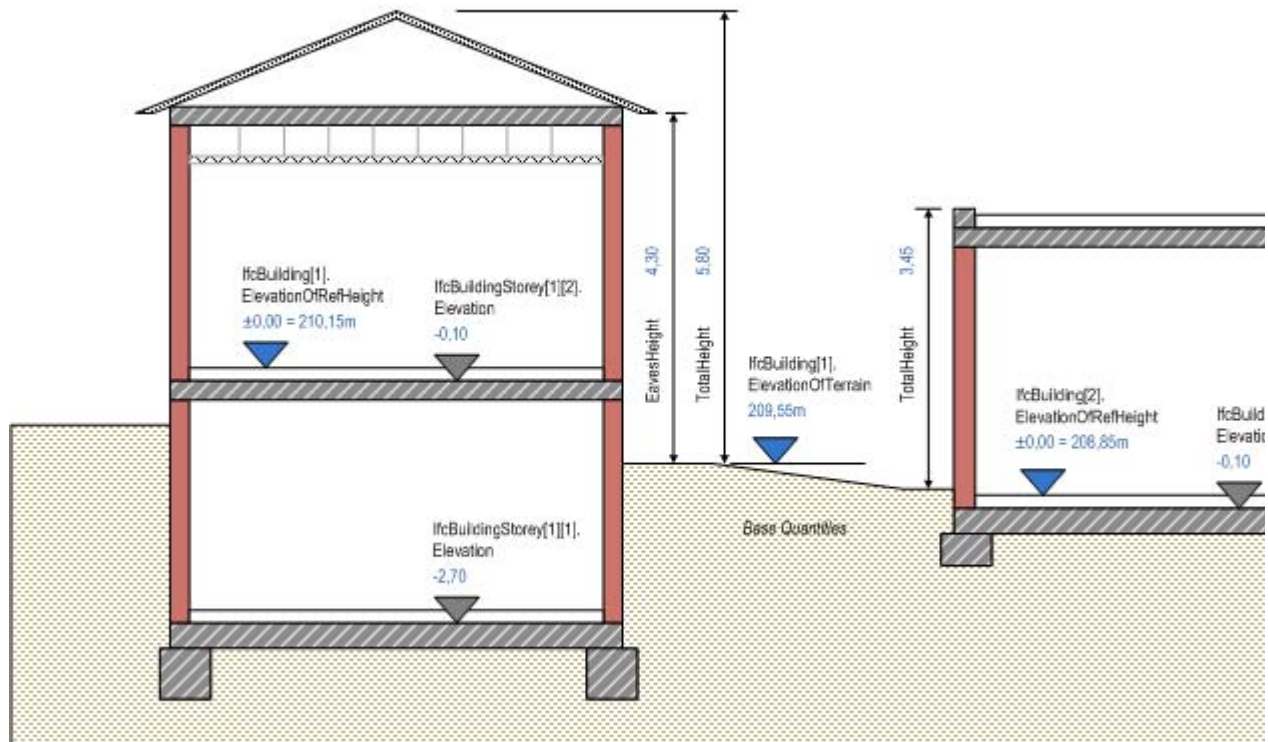 IfcBuilding[1].
ElevationOfRefHeight
±0,00 = 210,15m
IfcBuildingStorey[1][2].
Elevation
-0,10
EavesHeight 4,30
TotalHeight 5,80
IfcBuilding[1].
ElevationOfTerrain
209,55m
TotalHeight 3,45
IfcBuilding[2].
ElevationOfRefHeight
±0,00 = 208,85m
IfcBuild
Elevatio
-0,10
IfcBuildingStorey[1][1].
Elevation
-2,70
Base Quantities